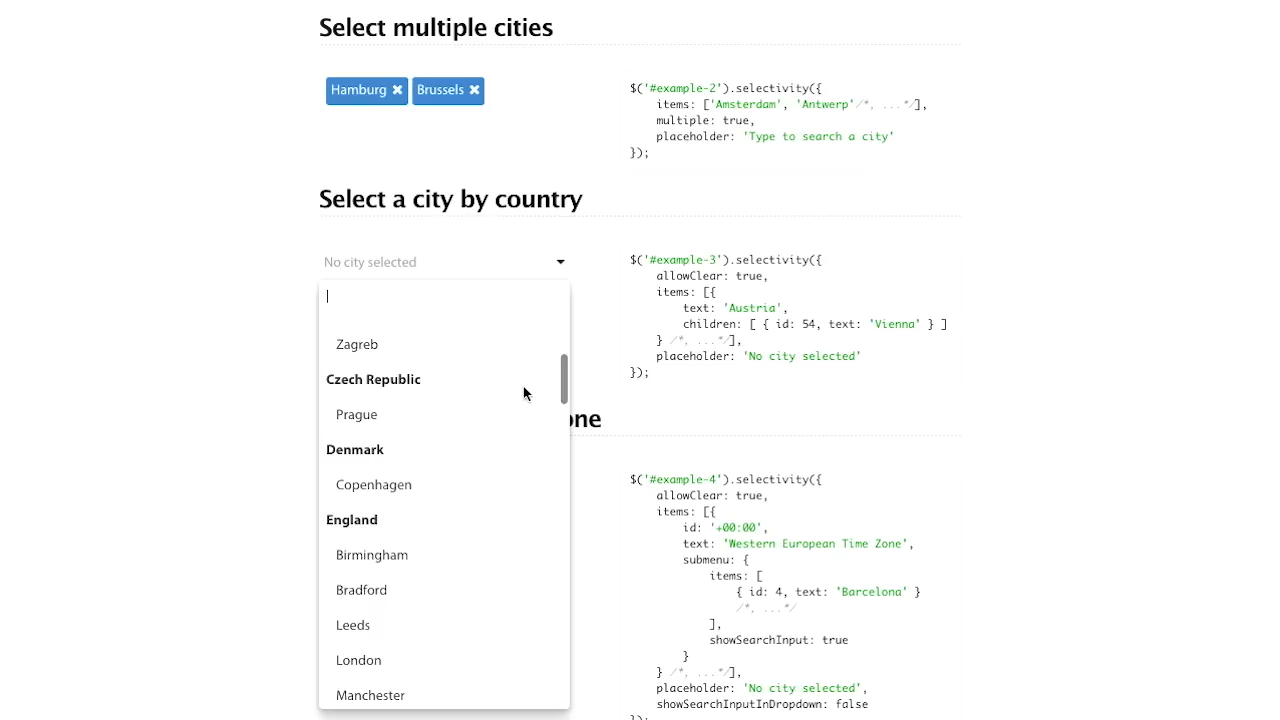 Select multiple cities
Hamburg ✖ Brussels ✖
$('#example-2').selectivity({
    items: ['Amsterdam', 'Antwerp'/*, ...*/],
    multiple: true,
    placeholder: 'Type to search a city'
});
Select a city by country
No city selected
Zagreb
Czech Republic
Prague
Denmark
Copenhagen
England
Birmingham
Bradford
Leeds
London
Manchester
$('#example-3').selectivity({
    allowClear: true,
    items: [{
        text: 'Austria',
        children: [ { id: 54, text: 'Vienna' } ]
    } /*, ...*/],
    placeholder: 'No city selected'
});
one
$('#example-4').selectivity({
    allowClear: true,
    items: [{
        id: '+00:00',
        text: 'Western European Time Zone',
        submenu: {
            items: [
                { id: 4, text: 'Barcelona' }
                /*, ...*/
            ],
            showSearchInput: true
        }
    } /*, ...*/],
    placeholder: 'No city selected',
    showSearchInputInDropdown: false
});